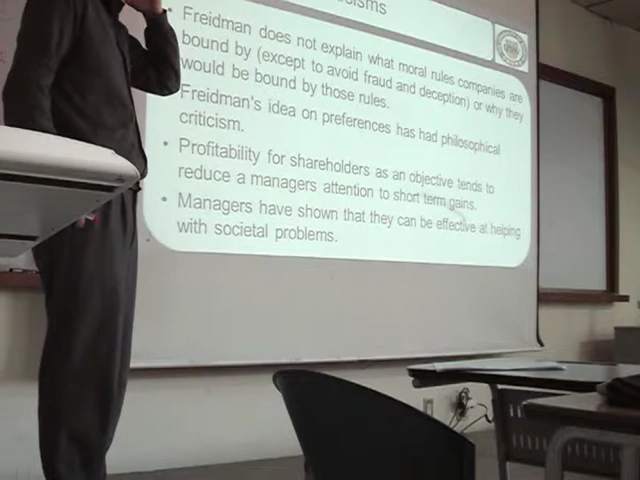 Freidman does not explain what moral rules companies are
bound by (except to avoid fraud and deception) or why they
would be bound by those rules.
Freidman's idea on preferences has had philosophical
criticism.
• Profitability for shareholders as an objective tends to
reduce a managers attention to short term gains.
• Managers have shown that they can be effective at helping
with societal problems.